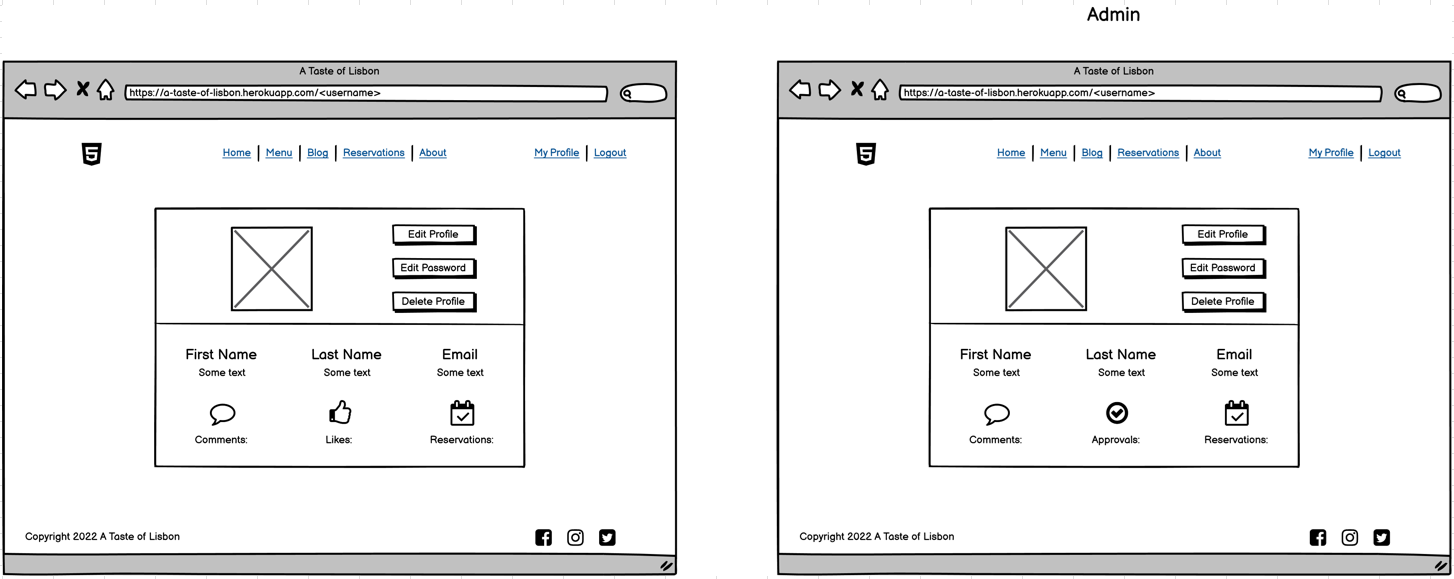 Admin
A Taste of Lisbon
https://a-taste-of-lisbon.herokuapp.com/<username>
5
Home Menu Blog Reservations About My Profile Logout
Edit Profile
Edit Password
Delete Profile
First Name Last Name Email
Some text Some text Some text
Comments: Likes: Reservations:
Copyright 2022 A Taste of Lisbon
A Taste of Lisbon
https://a-taste-of-lisbon.herokuapp.com/<username>
5
Home Menu Blog Reservations About My Profile Logout
Edit Profile
Edit Password
Delete Profile
First Name Last Name Email
Some text Some text Some text
Comments: Approvals: Reservations:
Copyright 2022 A Taste of Lisbon